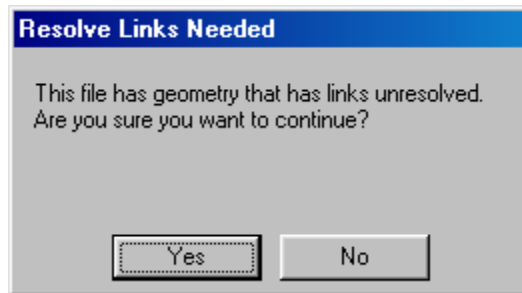 Resolve Links Needed
This file has geometry that has links unresolved.
Are you sure you want to continue?
Yes
No